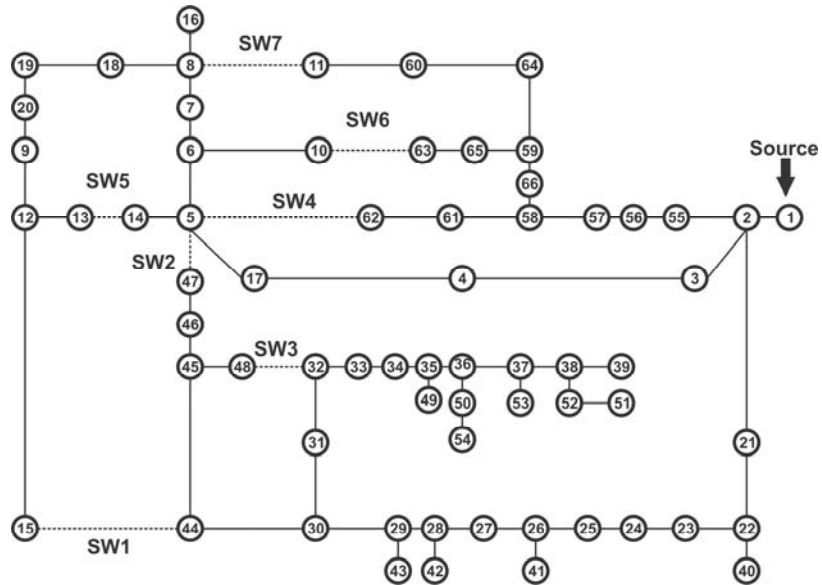 16
SW7
19 18 8 11 60 64
20 7
SW6
9 6 10 63 65 59
Source
SW5 66
SW4
12 13 14 5 62 61 58 57 56 55 2 1
SW2
47 17 4 3
46
SW3
45 48 32 33 34 35 36 37 38 39
49 50 53 52 51
54
31 21
15 44 30 29 28 27 26 25 24 23 22
SW1
43 42 41 40